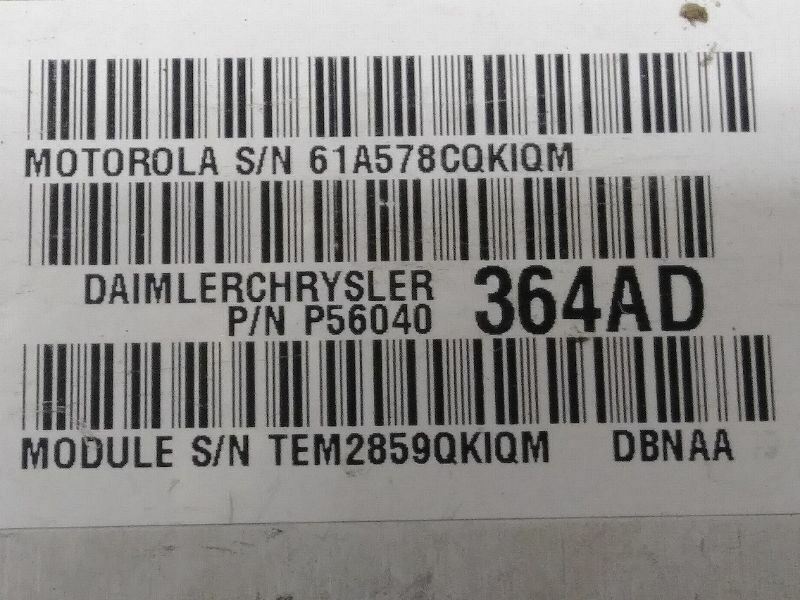 MOTOROLA S/N 61A578CQKIQM
DAIMLERCHRYSLER 364AD
P/N P56040
MODULE S/N TEM2859QKIQM DBNAA